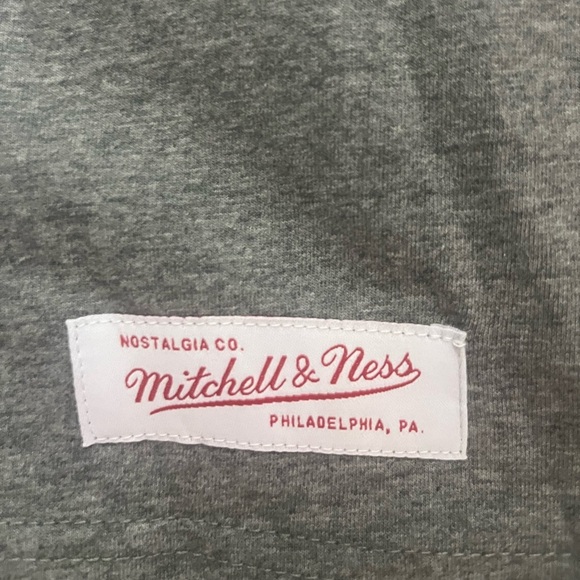 NOSTALGIA CO.
Mitchell & Ness
PHILADELPHIA, PA.